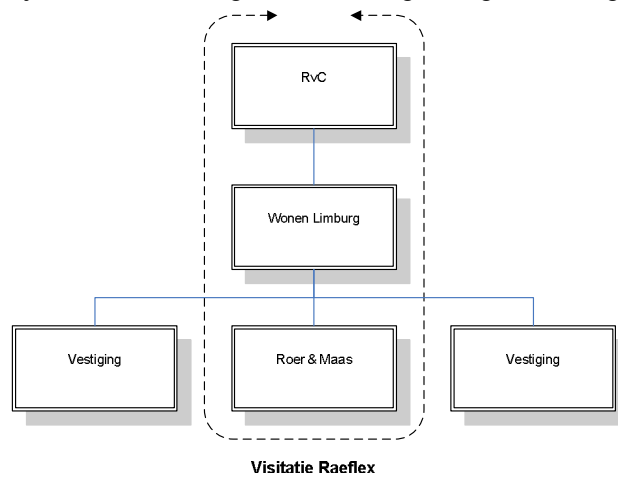 RvC
Wonen Limburg
Vestiging
Roer & Maas
Vestiging
Visitatie Raeflex